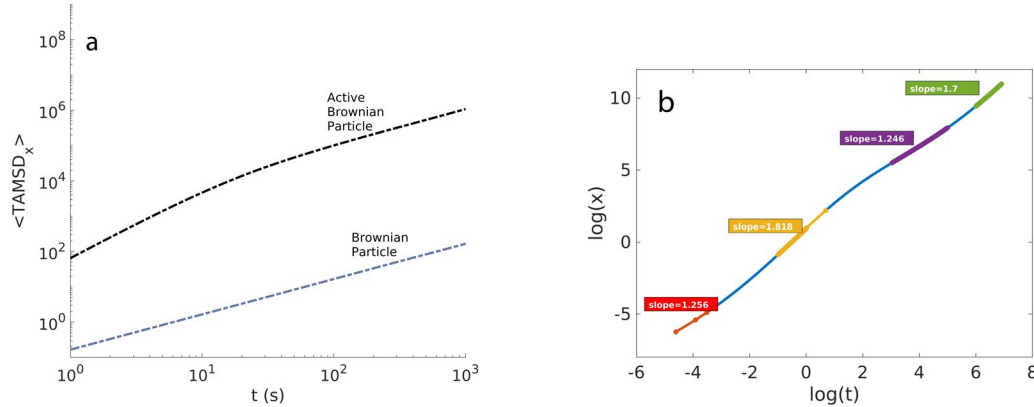 a
10^8
10^6
10^4
10^2
10^0
<TAMSD_x>
Active
Brownian
Particle
Brownian
Particle
10^0 10^1 10^2 10^3
t (s)
b
10
5
0
-5
log(x)
slope=1.7
slope=1.246
slope=1.818
slope=1.256
-6 -4 -2 0 2 4 6 8
log(t)